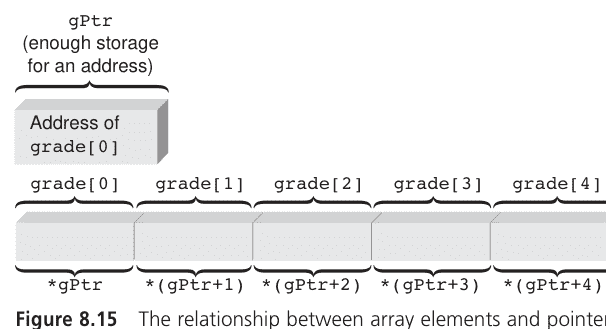 gPtr
(enough storage
for an address)
Address of
grade[0]
grade[0] grade[1] grade[2] grade[3] grade[4]
*gPtr *(gPtr+1) *(gPtr+2) *(gPtr+3) *(gPtr+4)
Figure 8.15 The relationship between array elements and